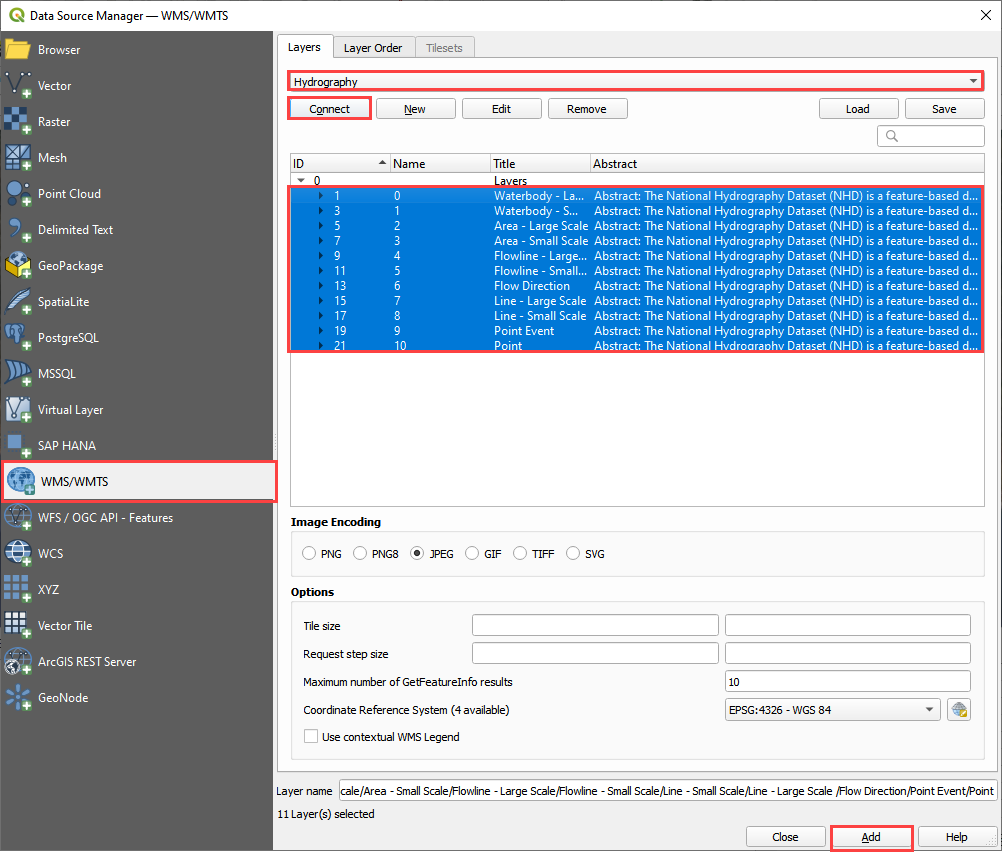 Data Source Manager — WMS/WMTS
Browser
Vector
Raster
Mesh
Point Cloud
Delimited Text
GeoPackage
SpatiaLite
PostgreSQL
MSSQL
Virtual Layer
SAP HANA
WMS/WMTS
WFS / OGC API - Features
WCS
XYZ
Vector Tile
ArcGIS REST Server
GeoNode
Layers Layer Order Tilesets
Hydrography
Connect New Edit Remove Load Save
ID Name Title Abstract
0 Layers
1 0 Waterbody - La... Abstract: The National Hydrography Dataset (NHD) is a feature-based d...
3 1 Waterbody - S... Abstract: The National Hydrography Dataset (NHD) is a feature-based d...
5 2 Area - Large Scale Abstract: The National Hydrography Dataset (NHD) is a feature-based d...
7 3 Area - Small Scale Abstract: The National Hydrography Dataset (NHD) is a feature-based d...
9 4 Flowline - Large... Abstract: The National Hydrography Dataset (NHD) is a feature-based d...
11 5 Flowline - Small... Abstract: The National Hydrography Dataset (NHD) is a feature-based d...
13 6 Flow Direction Abstract: The National Hydrography Dataset (NHD) is a feature-based d...
15 7 Line - Large Scale Abstract: The National Hydrography Dataset (NHD) is a feature-based d...
17 8 Line - Small Scale Abstract: The National Hydrography Dataset (NHD) is a feature-based d...
19 9 Point Event Abstract: The National Hydrography Dataset (NHD) is a feature-based d...
21 10 Point Abstract: The National Hydrography Dataset (NHD) is a feature-based d...
Image Encoding
PNG PNG8 JPEG GIF TIFF SVG
Options
Tile size
Request step size
Maximum number of GetFeatureInfo results 10
Coordinate Reference System (4 available) EPSG:4326 - WGS 84
Use contextual WMS Legend
Layer name cale/Area - Small Scale/Flowline - Large Scale/Flowline - Small Scale/Line - Small Scale/Line - Large Scale /Flow Direction/Point Event/Point
11 Layer(s) selected
Close Add Help